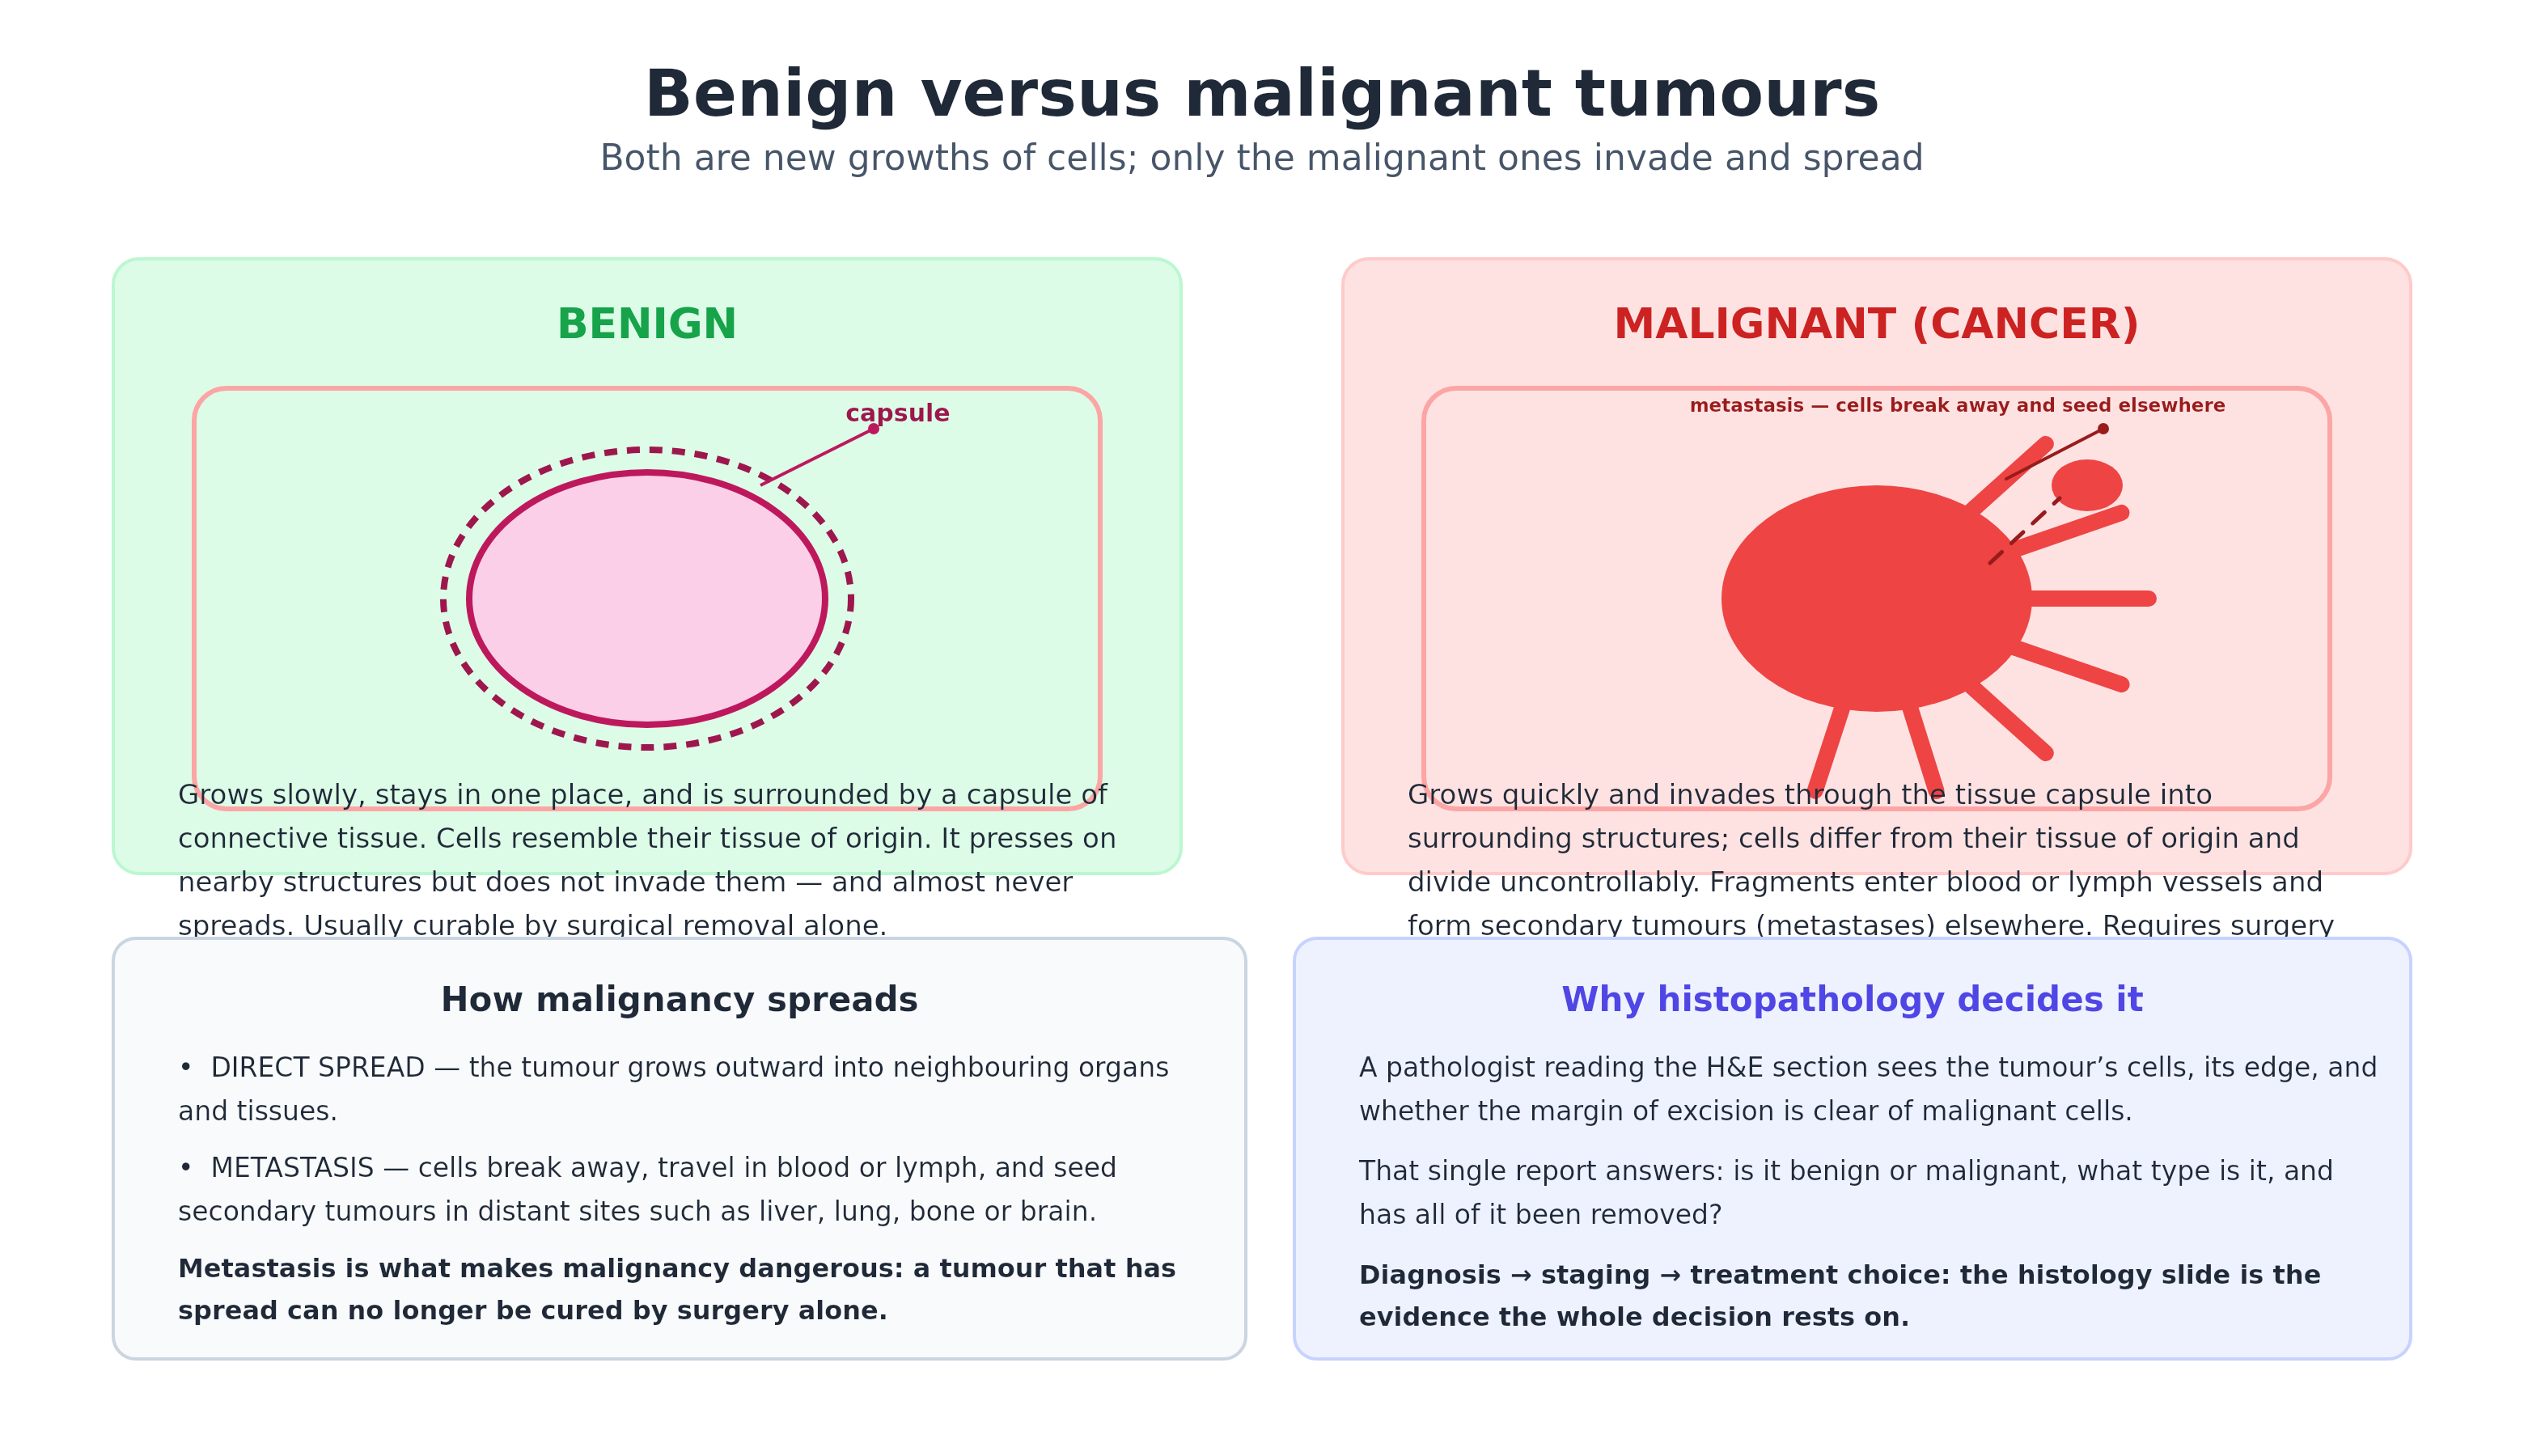 Benign versus malignant tumours
Both are new growths of cells; only the malignant ones invade and spread
BENIGN
capsule
Grows slowly, stays in one place, and is surrounded by a capsule of
connective tissue. Cells resemble their tissue of origin. It presses on
nearby structures but does not invade them — and almost never
spreads. Usually curable by surgical removal alone.
MALIGNANT (CANCER)
metastasis — cells break away and seed elsewhere
Grows quickly and invades through the tissue capsule into
surrounding structures; cells differ from their tissue of origin and
divide uncontrollably. Fragments enter blood or lymph vessels and
form secondary tumours (metastases) elsewhere. Requires surgery
How malignancy spreads
• DIRECT SPREAD — the tumour grows outward into neighbouring organs
and tissues.
• METASTASIS — cells break away, travel in blood or lymph, and seed
secondary tumours in distant sites such as liver, lung, bone or brain.
Metastasis is what makes malignancy dangerous: a tumour that has
spread can no longer be cured by surgery alone.
Why histopathology decides it
A pathologist reading the H&E section sees the tumour’s cells, its edge, and
whether the margin of excision is clear of malignant cells.
That single report answers: is it benign or malignant, what type is it, and
has all of it been removed?
Diagnosis → staging → treatment choice: the histology slide is the
evidence the whole decision rests on.